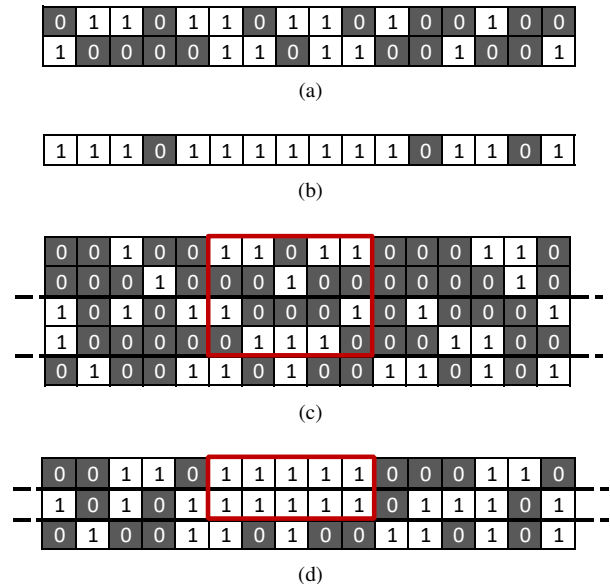 0 1 1 0 1 1 0 1 1 0 1 0 0 1 0 0
1 0 0 0 0 1 1 0 1 1 0 0 1 0 0 1
(a)
1 1 1 0 1 1 1 1 1 1 1 0 1 1 0 1
(b)
0 0 1 0 0 1 1 0 1 1 0 0 0 1 1 0
0 0 0 1 0 0 0 1 0 0 0 0 0 0 1 0
1 0 1 0 1 1 0 0 0 1 0 1 0 0 0 1
1 0 0 0 0 0 1 1 1 0 0 0 1 1 0 0
0 1 0 0 1 1 0 1 0 0 1 1 0 1 0 1
(c)
0 0 1 1 0 1 1 1 1 1 0 0 0 1 1 0
1 0 1 0 1 1 1 1 1 1 0 1 1 1 0 1
0 1 0 0 1 1 0 1 0 0 1 1 0 1 0 1
(d)